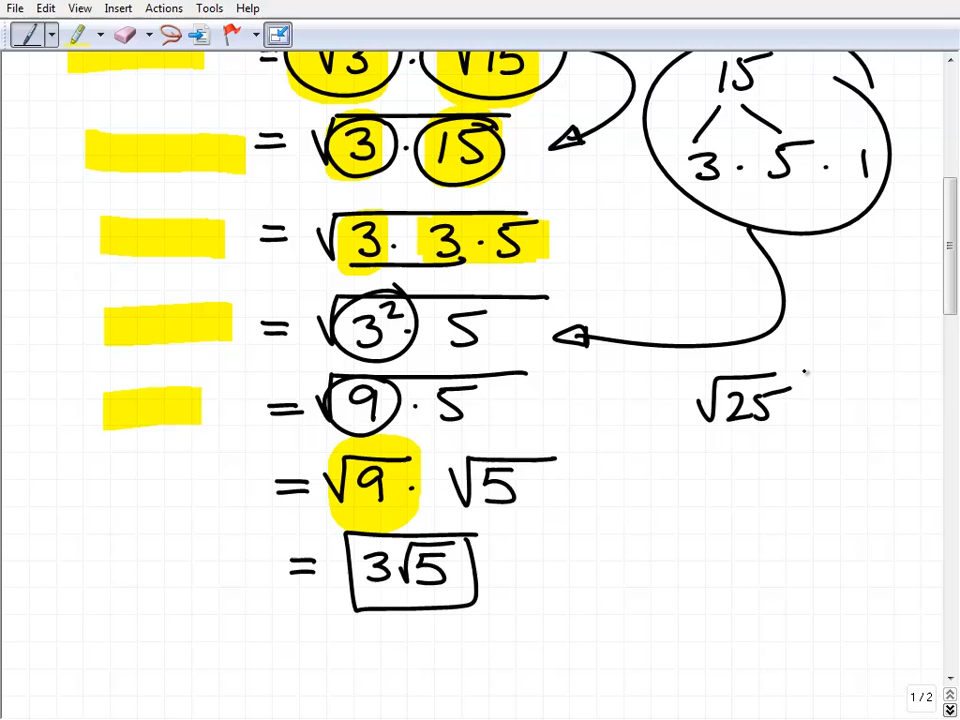 File Edit View Insert Actions Tools Help
= √3 · √15
15
= √3 · 15
3 · 5 · 1
= √3 · 3 · 5
= √3² · 5
= √9 · 5
√25
= √9 · √5
= 3√5
1 / 2